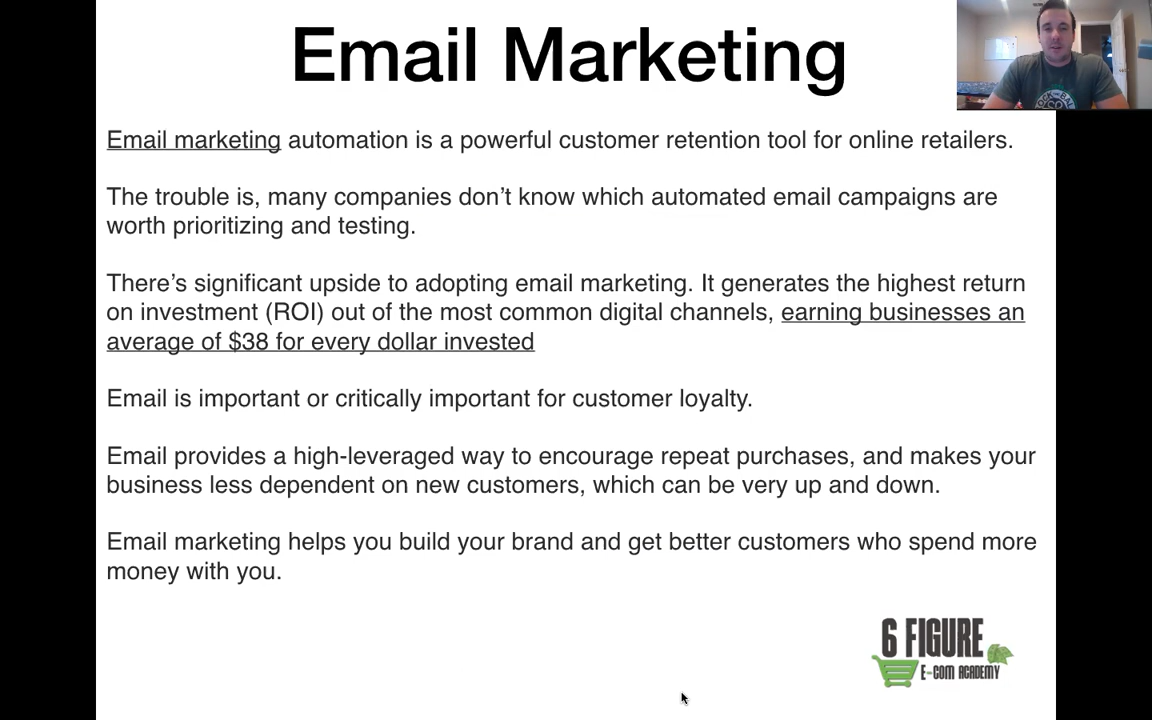 Email Marketing
Email marketing automation is a powerful customer retention tool for online retailers.
The trouble is, many companies don’t know which automated email campaigns are
worth prioritizing and testing.
There’s significant upside to adopting email marketing. It generates the highest return
on investment (ROI) out of the most common digital channels, earning businesses an
average of $38 for every dollar invested
Email is important or critically important for customer loyalty.
Email provides a high-leveraged way to encourage repeat purchases, and makes your
business less dependent on new customers, which can be very up and down.
Email marketing helps you build your brand and get better customers who spend more
money with you.
6 FIGURE
E-COM ACADEMY